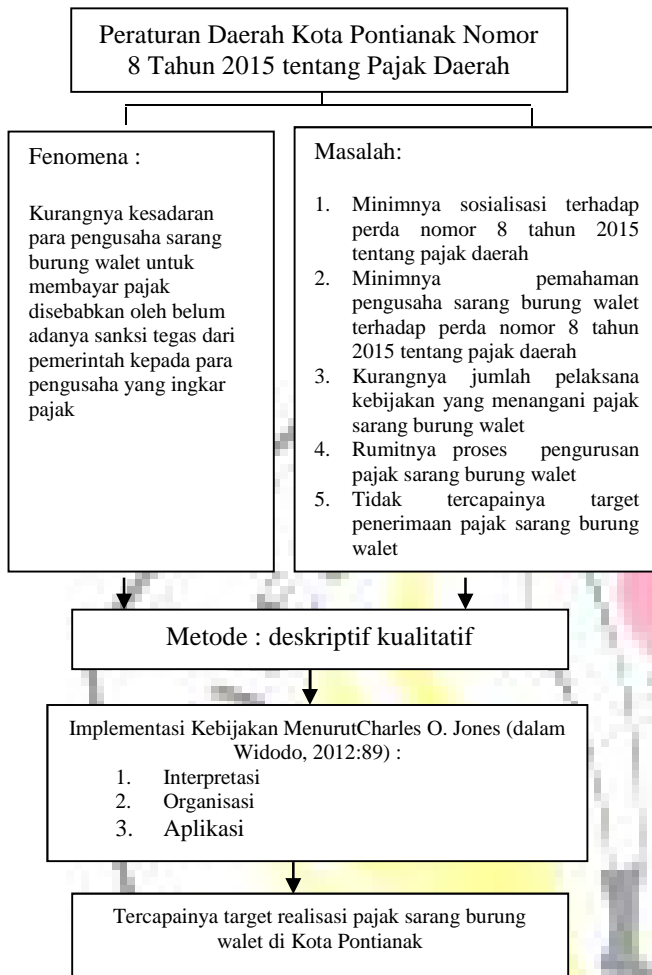 Peraturan Daerah Kota Pontianak Nomor
8 Tahun 2015 tentang Pajak Daerah
Fenomena :
Kurangnya kesadaran
para pengusaha sarang
burung walet untuk
membayar pajak
disebabkan oleh belum
adanya sanksi tegas dari
pemerintah kepada para
pengusaha yang ingkar
pajak
Masalah:
1. Minimnya sosialisasi terhadap
perda nomor 8 tahun 2015
tentang pajak daerah
2. Minimnya pemahaman
pengusaha sarang burung walet
terhadap perda nomor 8 tahun
2015 tentang pajak daerah
3. Kurangnya jumlah pelaksana
kebijakan yang menangani pajak
sarang burung walet
4. Rumitnya proses pengurusan
pajak sarang burung walet
5. Tidak tercapainya target
penerimaan pajak sarang burung
walet
Metode : deskriptif kualitatif
Implementasi Kebijakan MenurutCharles O. Jones (dalam
Widodo, 2012:89) :
1. Interpretasi
2. Organisasi
3. Aplikasi
Tercapainya target realisasi pajak sarang burung
walet di Kota Pontianak